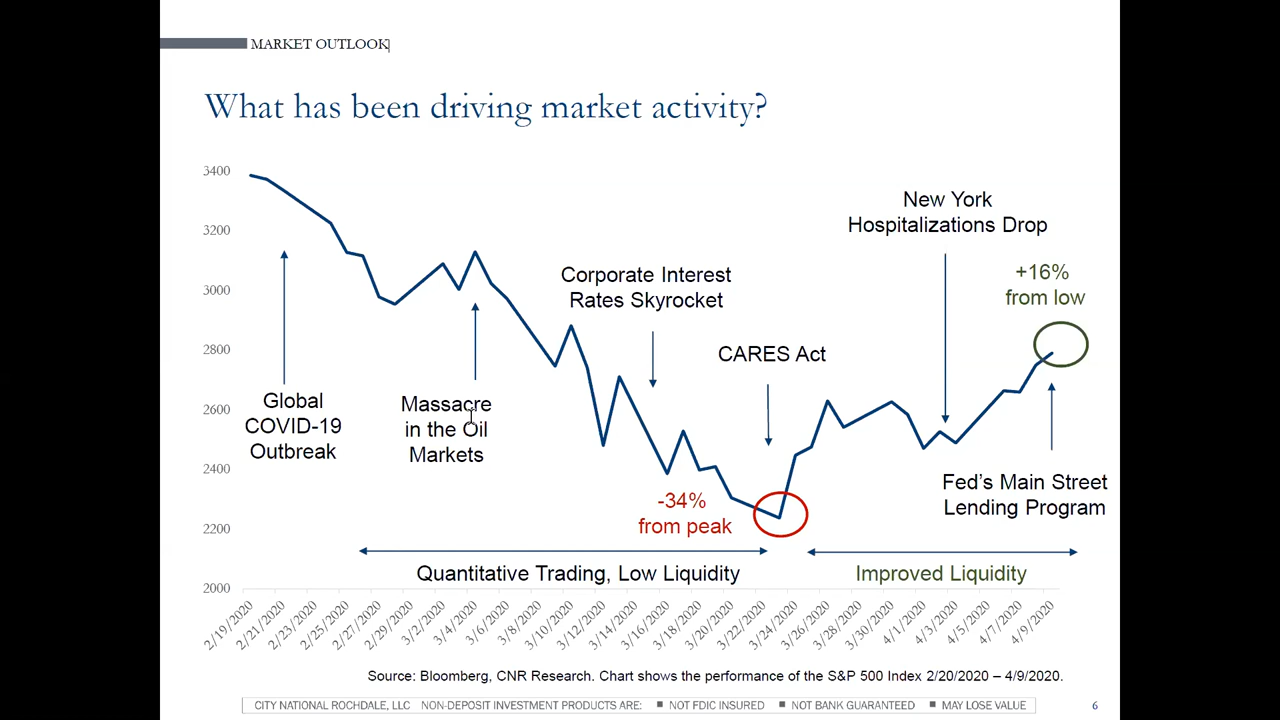 MARKET OUTLOOK
What has been driving market activity?
3400
3200
3000
2800
2600
2400
2200
2000
Global
COVID-19
Outbreak
Massacre
in the Oil
Markets
Corporate Interest
Rates Skyrocket
CARES Act
New York
Hospitalizations Drop
+16%
from low
-34%
from peak
Fed's Main Street
Lending Program
Quantitative Trading, Low Liquidity
Improved Liquidity
2/19/2020
2/21/2020
2/23/2020
2/25/2020
2/27/2020
2/29/2020
3/2/2020
3/4/2020
3/6/2020
3/8/2020
3/10/2020
3/12/2020
3/14/2020
3/16/2020
3/18/2020
3/20/2020
3/22/2020
3/24/2020
3/26/2020
3/28/2020
3/30/2020
4/1/2020
4/3/2020
4/5/2020
4/7/2020
4/9/2020
Source: Bloomberg, CNR Research. Chart shows the performance of the S&P 500 Index 2/20/2020 – 4/9/2020.
CITY NATIONAL ROCHDALE, LLC NON-DEPOSIT INVESTMENT PRODUCTS ARE: ■ NOT FDIC INSURED ■ NOT BANK GUARANTEED ■ MAY LOSE VALUE
6